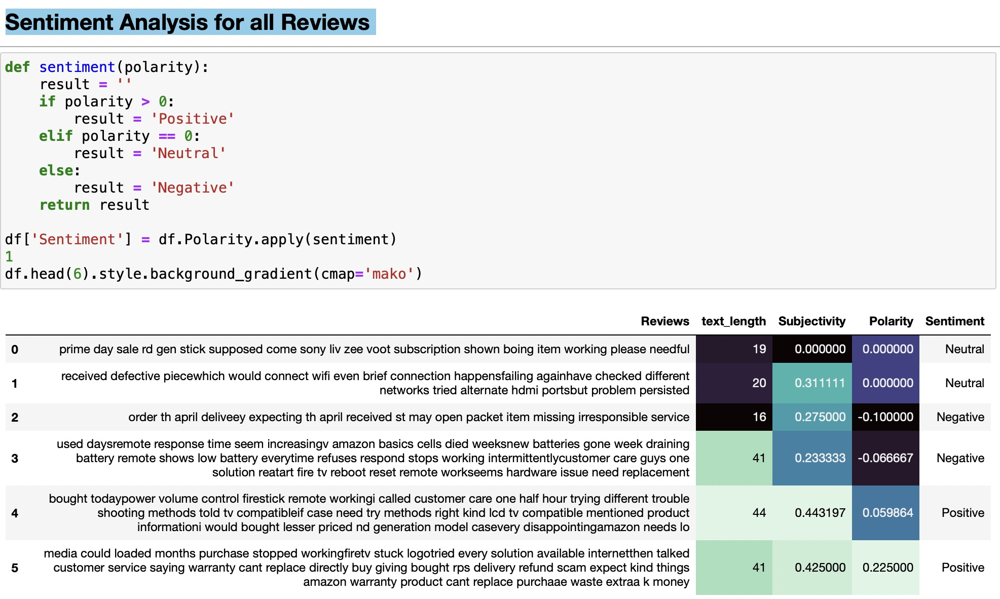 Sentiment Analysis for all Reviews
def sentiment(polarity):
    result = ''
    if polarity > 0:
        result = 'Positive'
    elif polarity == 0:
        result = 'Neutral'
    else:
        result = 'Negative'
    return result
df['Sentiment'] = df.Polarity.apply(sentiment)
1
df.head(6).style.background_gradient(cmap='mako')
Reviews text_length Subjectivity Polarity Sentiment
0 prime day sale rd gen stick supposed come sony liv zee voot subscription shown boing item working please needful 19 0.000000 0.000000 Neutral
received defective piecewhich would connect wifi even brief connection happensfailing againhave checked different
1 networks tried alternate hdmi portsbut problem persisted 20 0.311111 0.000000 Neutral
2 order th april deliveey expecting th april received st may open packet item missing irresponsible service 16 0.275000 -0.100000 Negative
used daysremote response time seem increasingv amazon basics cells died weeksnew batteries gone week draining
3 battery remote shows low battery everytime refuses respond stops working intermittentlycustomer care guys one 41 0.233333 -0.066667 Negative
solution reatart fire tv reboot reset remote workseems hardware issue need replacement
bought todaypower volume control firestick remote workingi called customer care one half hour trying different trouble
4 shooting methods told tv compatibleif case need try methods right kind lcd tv compatible mentioned product 44 0.443197 0.059864 Positive
informationi would bought lesser priced nd generation model casevery disappointingamazon needs lo
media could loaded months purchase stopped workingfiretv stuck logotried every solution available internetthen talked
5 customer service saying warranty cant replace directly buy giving bought rps delivery refund scam expect kind things 41 0.425000 0.225000 Positive
amazon warranty product cant replace purchaae waste extraa k money